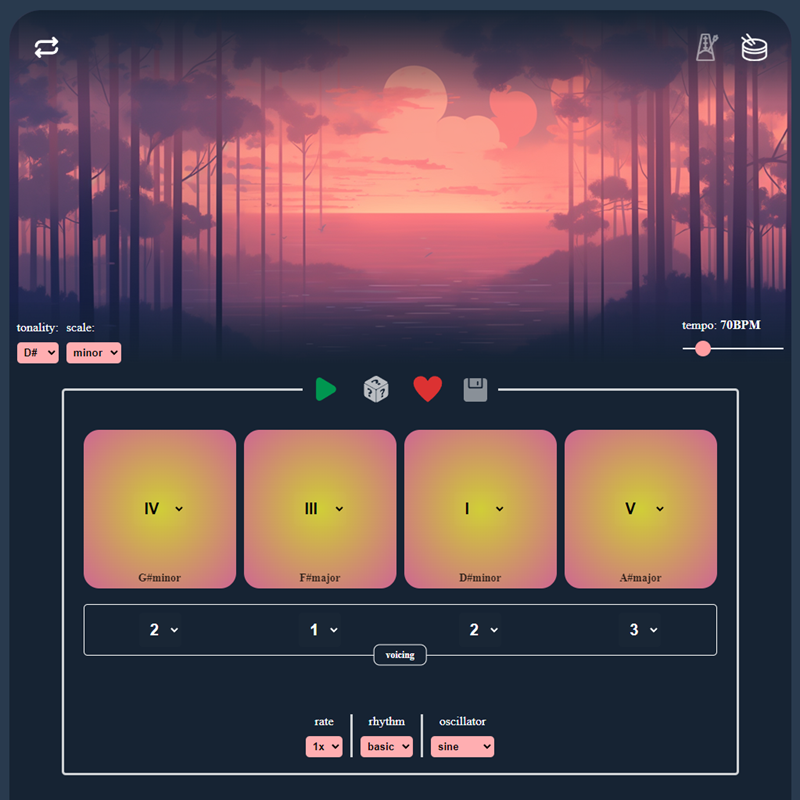 tonality: scale:
D# minor
tempo: 70BPM
? ? ?
IV III I V
G#minor F#major D#minor A#major
2 1 2 3
voicing
rate rhythm oscillator
1x basic sine